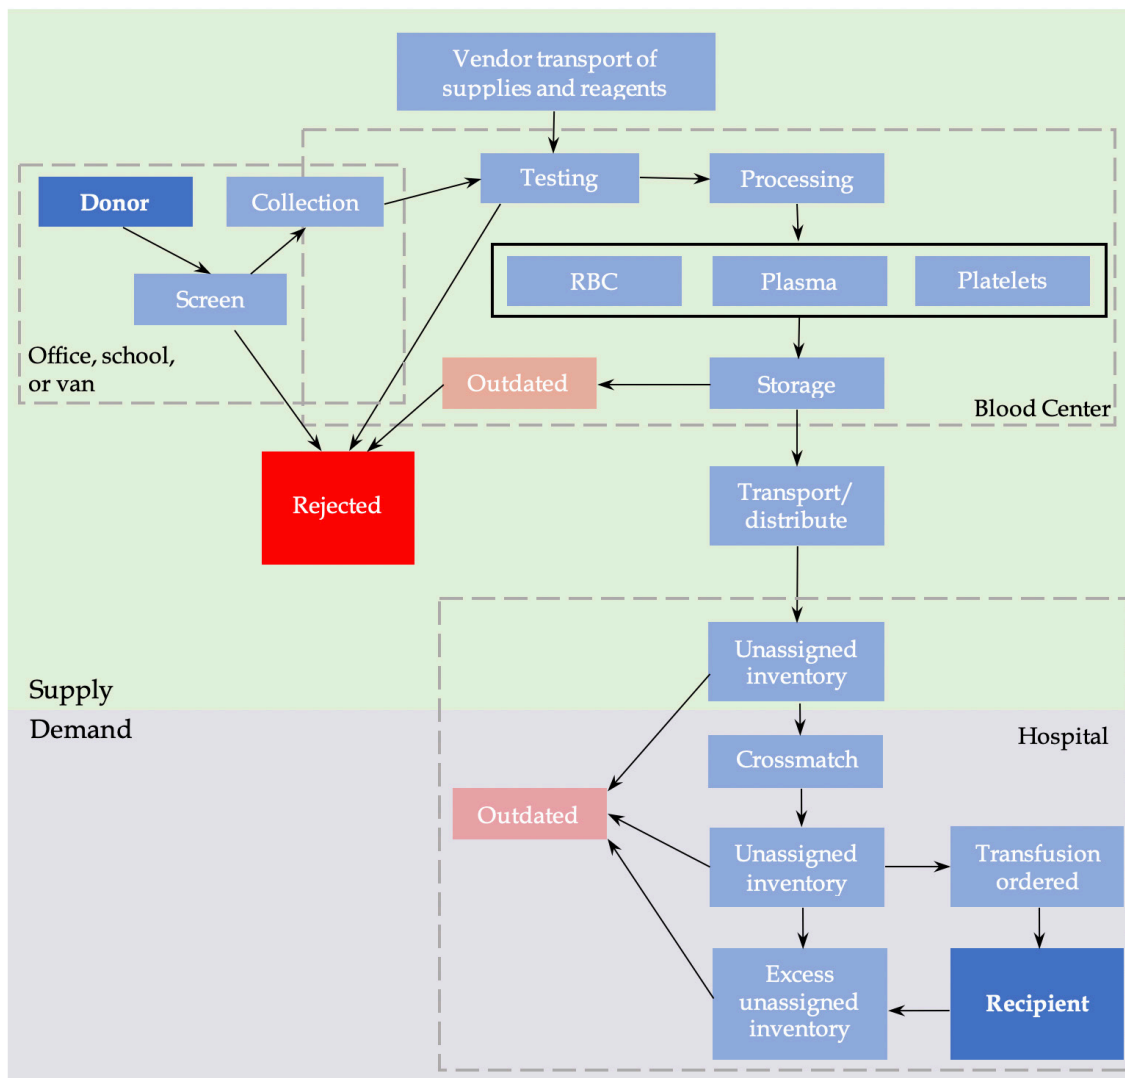 Vendor transport of
supplies and reagents
Testing
Processing
Donor
Collection
Screen
RBC
Plasma
Platelets
Office, school,
or van
Outdated
Storage
Blood Center
Rejected
Transport/
distribute
Unassigned
inventory
Supply
Demand
Hospital
Crossmatch
Outdated
Unassigned
inventory
Transfusion
ordered
Excess
unassigned
inventory
Recipient